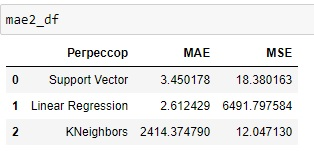 mae2_df
Perpeccop MAE MSE
0 Support Vector 3.450178 18.380163
1 Linear Regression 2.612429 6491.797584
2 KNeighbors 2414.374790 12.047130